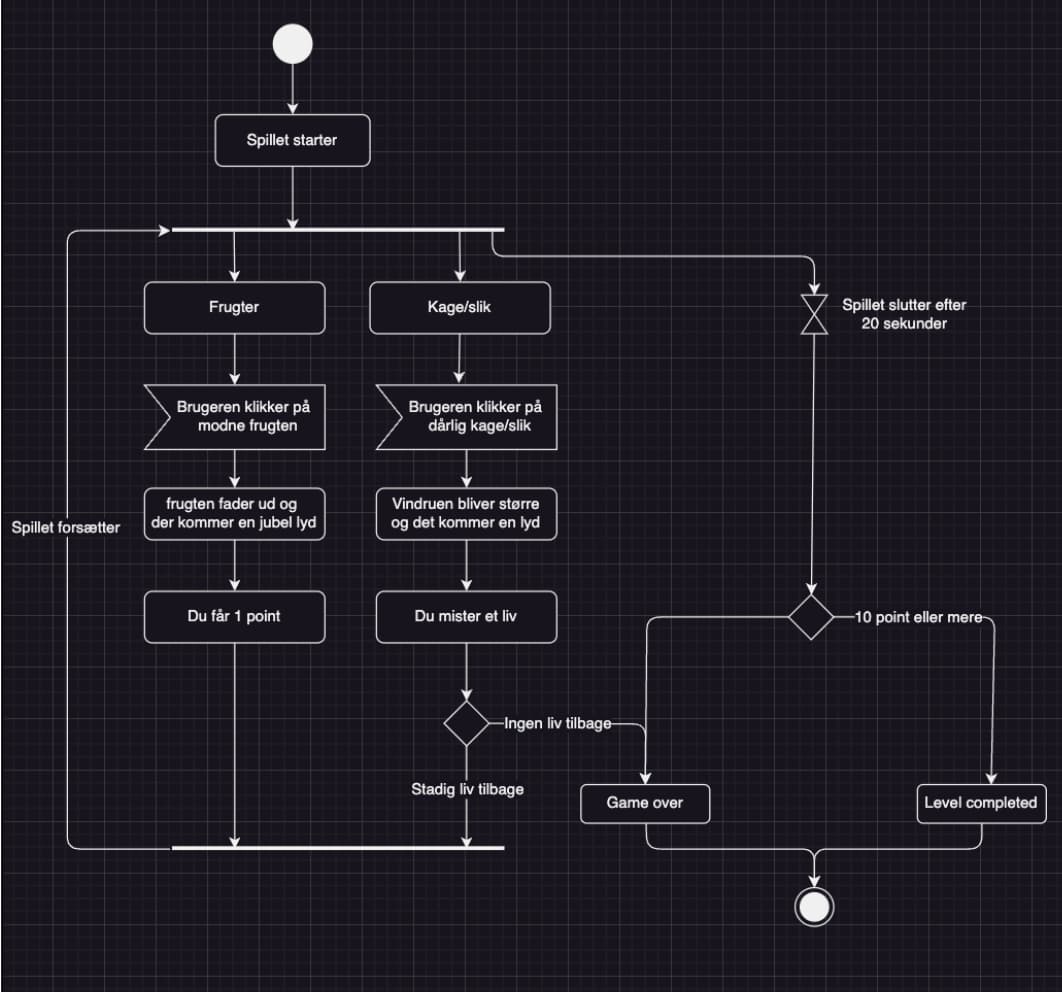 Spillet starter
Frugter
Kage/slik
Spillet slutter efter
20 sekunder
Brugeren klikker på
modne frugten
Brugeren klikker på
dårlig kage/slik
frugten fader ud og
der kommer en jubel lyd
Vindruen bliver større
og det kommer en lyd
Spillet forsætter
Du får 1 point
Du mister et liv
10 point eller mere
Ingen liv tilbage
Stadig liv tilbage
Game over
Level completed